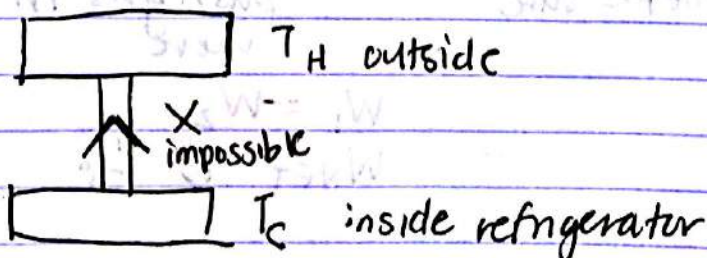 T_H outside
X
impossible
T_C inside refrigerator